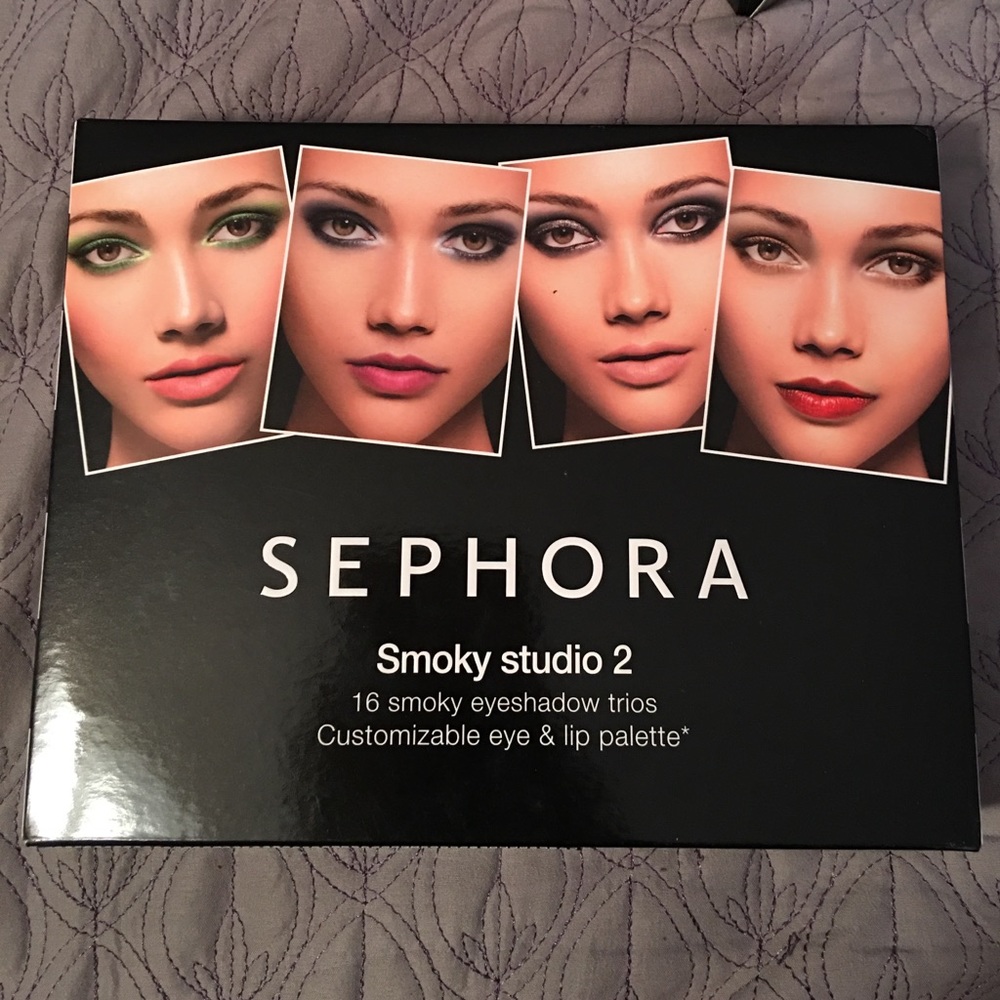 SEPHORA
Smoky studio 2
16 smoky eyeshadow trios
Customizable eye & lip palette*